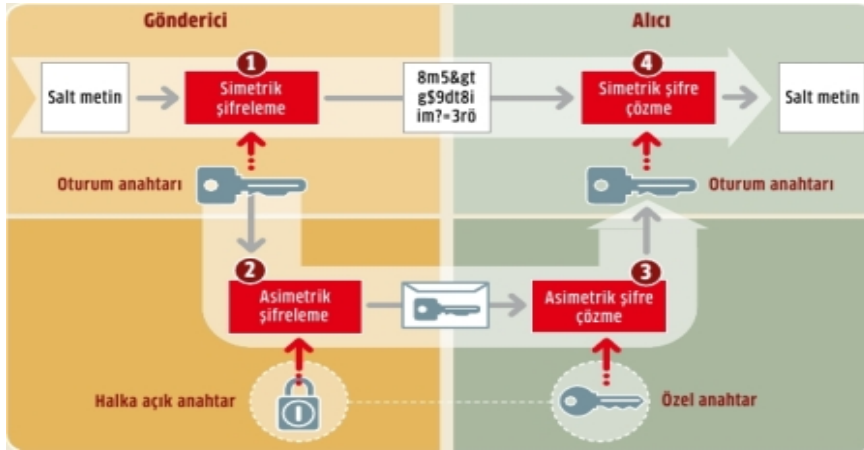 Gönderici
Alıcı
1
4
Salt metin
Simetrik
şifreleme
8m5&gt
g$9dt8i
im?=3rö
Simetrik şifre
çözme
Salt metin
Oturum anahtarı
Oturum anahtarı
2
3
Asimetrik
şifreleme
Asimetrik şifre
çözme
Halka açık anahtar
Özel anahtar